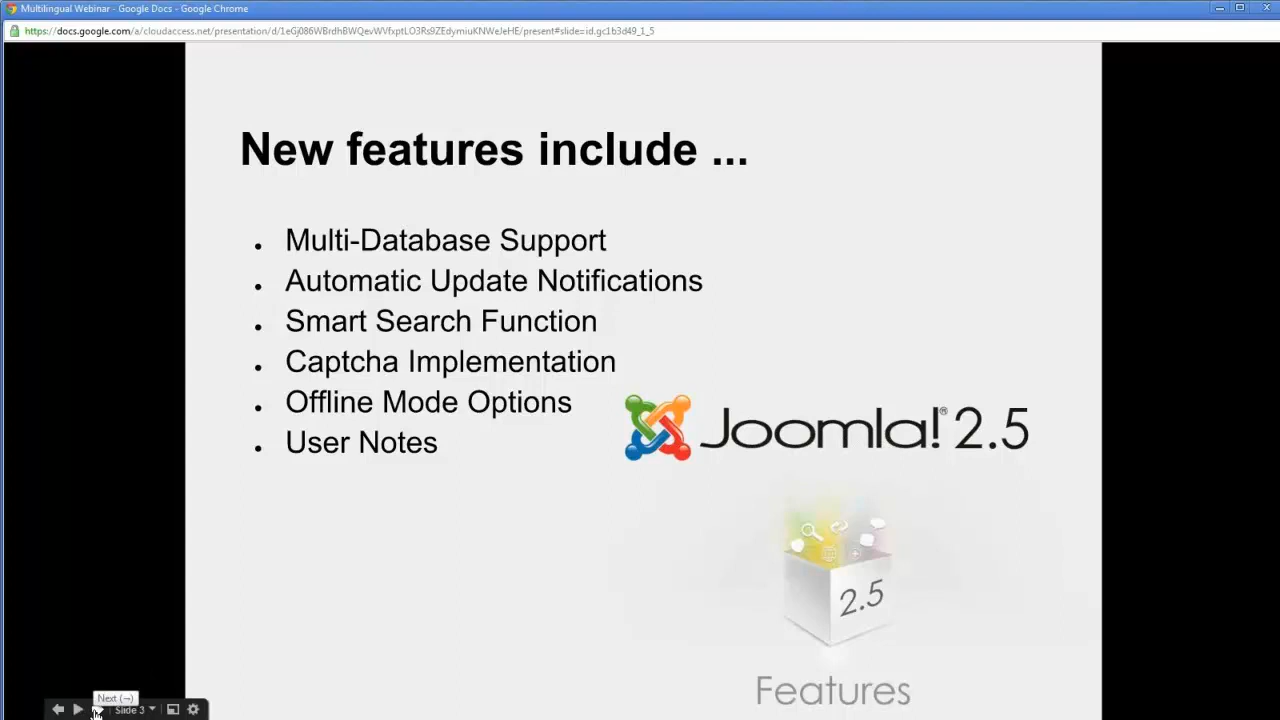 Multilingual Webinar - Google Docs - Google Chrome
New features include ...
• Multi-Database Support
• Automatic Update Notifications
• Smart Search Function
• Captcha Implementation
• Offline Mode Options
• User Notes
Joomla!® 2.5
2.5
Features
Next (→)
Slide 3